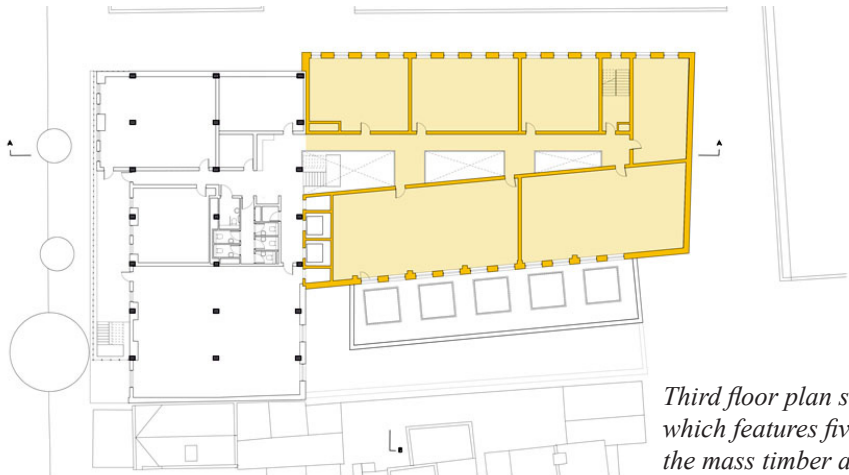 A
A
Third floor plan s
which features fiv
the mass timber a